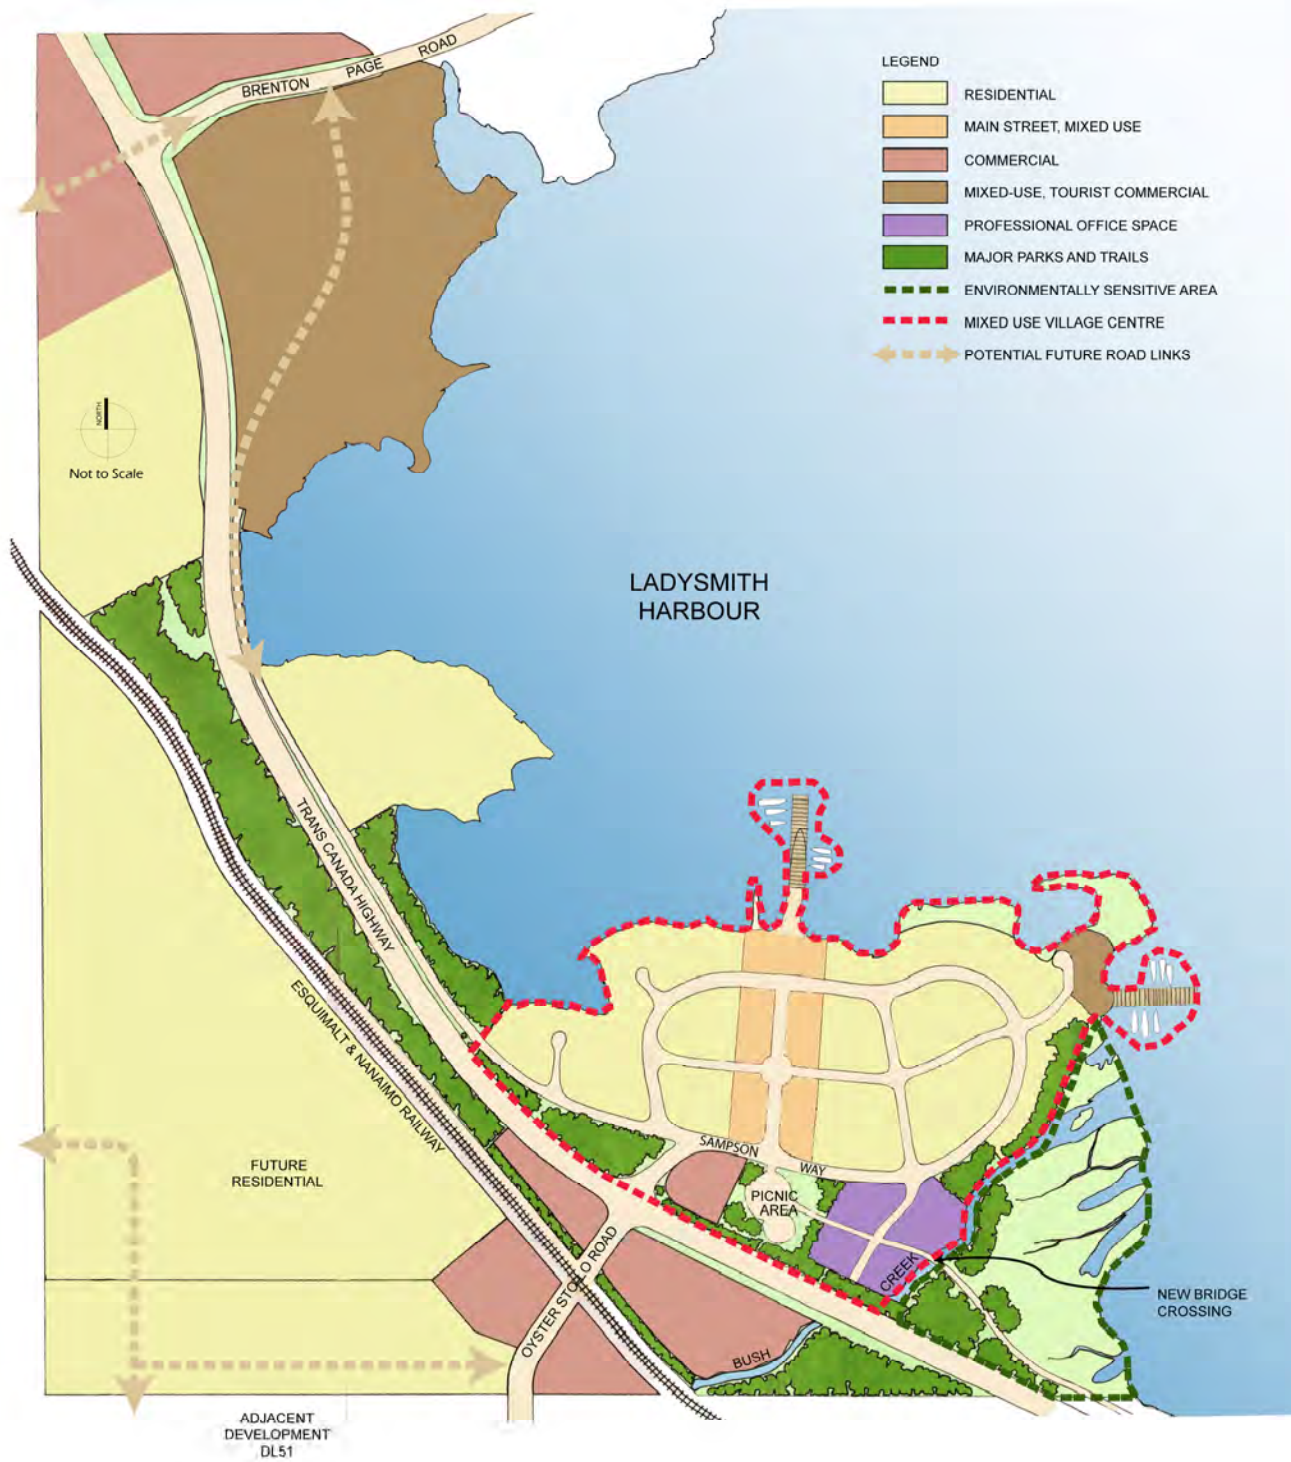 BRENTON PAGE ROAD
LEGEND
RESIDENTIAL
MAIN STREET, MIXED USE
COMMERCIAL
MIXED-USE, TOURIST COMMERCIAL
PROFESSIONAL OFFICE SPACE
MAJOR PARKS AND TRAILS
ENVIRONMENTALLY SENSITIVE AREA
MIXED USE VILLAGE CENTRE
POTENTIAL FUTURE ROAD LINKS
NORTH
Not to Scale
LADYSMITH
HARBOUR
TRANS CANADA HIGHWAY
ESQUIMALT & NANAIMO RAILWAY
SAMPSON WAY
FUTURE
RESIDENTIAL
PICNIC
AREA
OYSTER STO LO ROAD
BUSH CREEK
NEW BRIDGE
CROSSING
ADJACENT
DEVELOPMENT
DL51